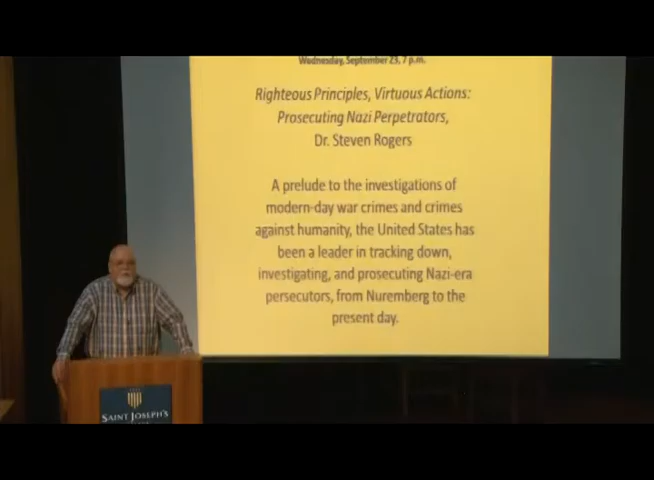 Wednesday, September 23, 7 p.m.
Righteous Principles, Virtuous Actions:
Prosecuting Nazi Perpetrators,
Dr. Steven Rogers
A prelude to the investigations of
modern-day war crimes and crimes
against humanity, the United States has
been a leader in tracking down,
investigating, and prosecuting Nazi-era
persecutors, from Nuremberg to the
present day.
SAINT JOSEPH'S